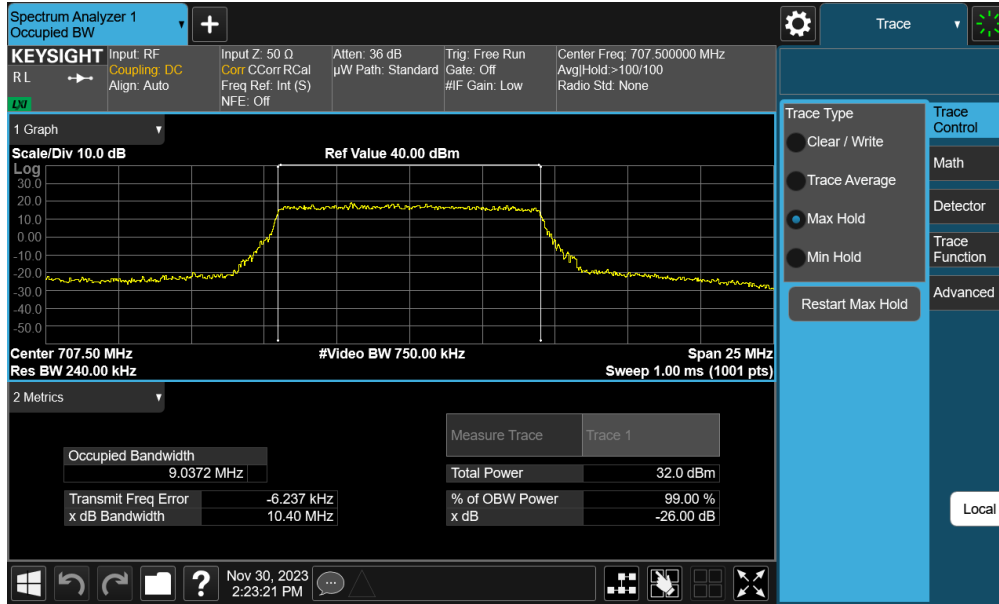 Spectrum Analyzer 1
Occupied BW
Trace
KEYSIGHT
R L
LXI
Input: RF
Coupling: DC
Align: Auto
Input Z: 50 Ω
Corr CCorr RCal
Freq Ref: Int (S)
NFE: Off
Atten: 36 dB
µW Path: Standard
Trig: Free Run
Gate: Off
#IF Gain: Low
Center Freq: 707.500000 MHz
Avg|Hold:>100/100
Radio Std: None
1 Graph
Scale/Div 10.0 dB
Ref Value 40.00 dBm
Log
30.0
20.0
10.0
0.00
-10.0
-20.0
-30.0
-40.0
-50.0
Center 707.50 MHz
#Video BW 750.00 kHz
Span 25 MHz
Res BW 240.00 kHz
Sweep 1.00 ms (1001 pts)
2 Metrics
Measure Trace
Trace 1
Occupied Bandwidth
9.0372 MHz
Total Power
32.0 dBm
Transmit Freq Error
-6.237 kHz
% of OBW Power
99.00 %
x dB Bandwidth
10.40 MHz
x dB
-26.00 dB
Trace Type
Clear / Write
Trace Average
Max Hold
Min Hold
Restart Max Hold
Trace
Control
Math
Detector
Trace
Function
Advanced
Local
?
Nov 30, 2023
2:23:21 PM